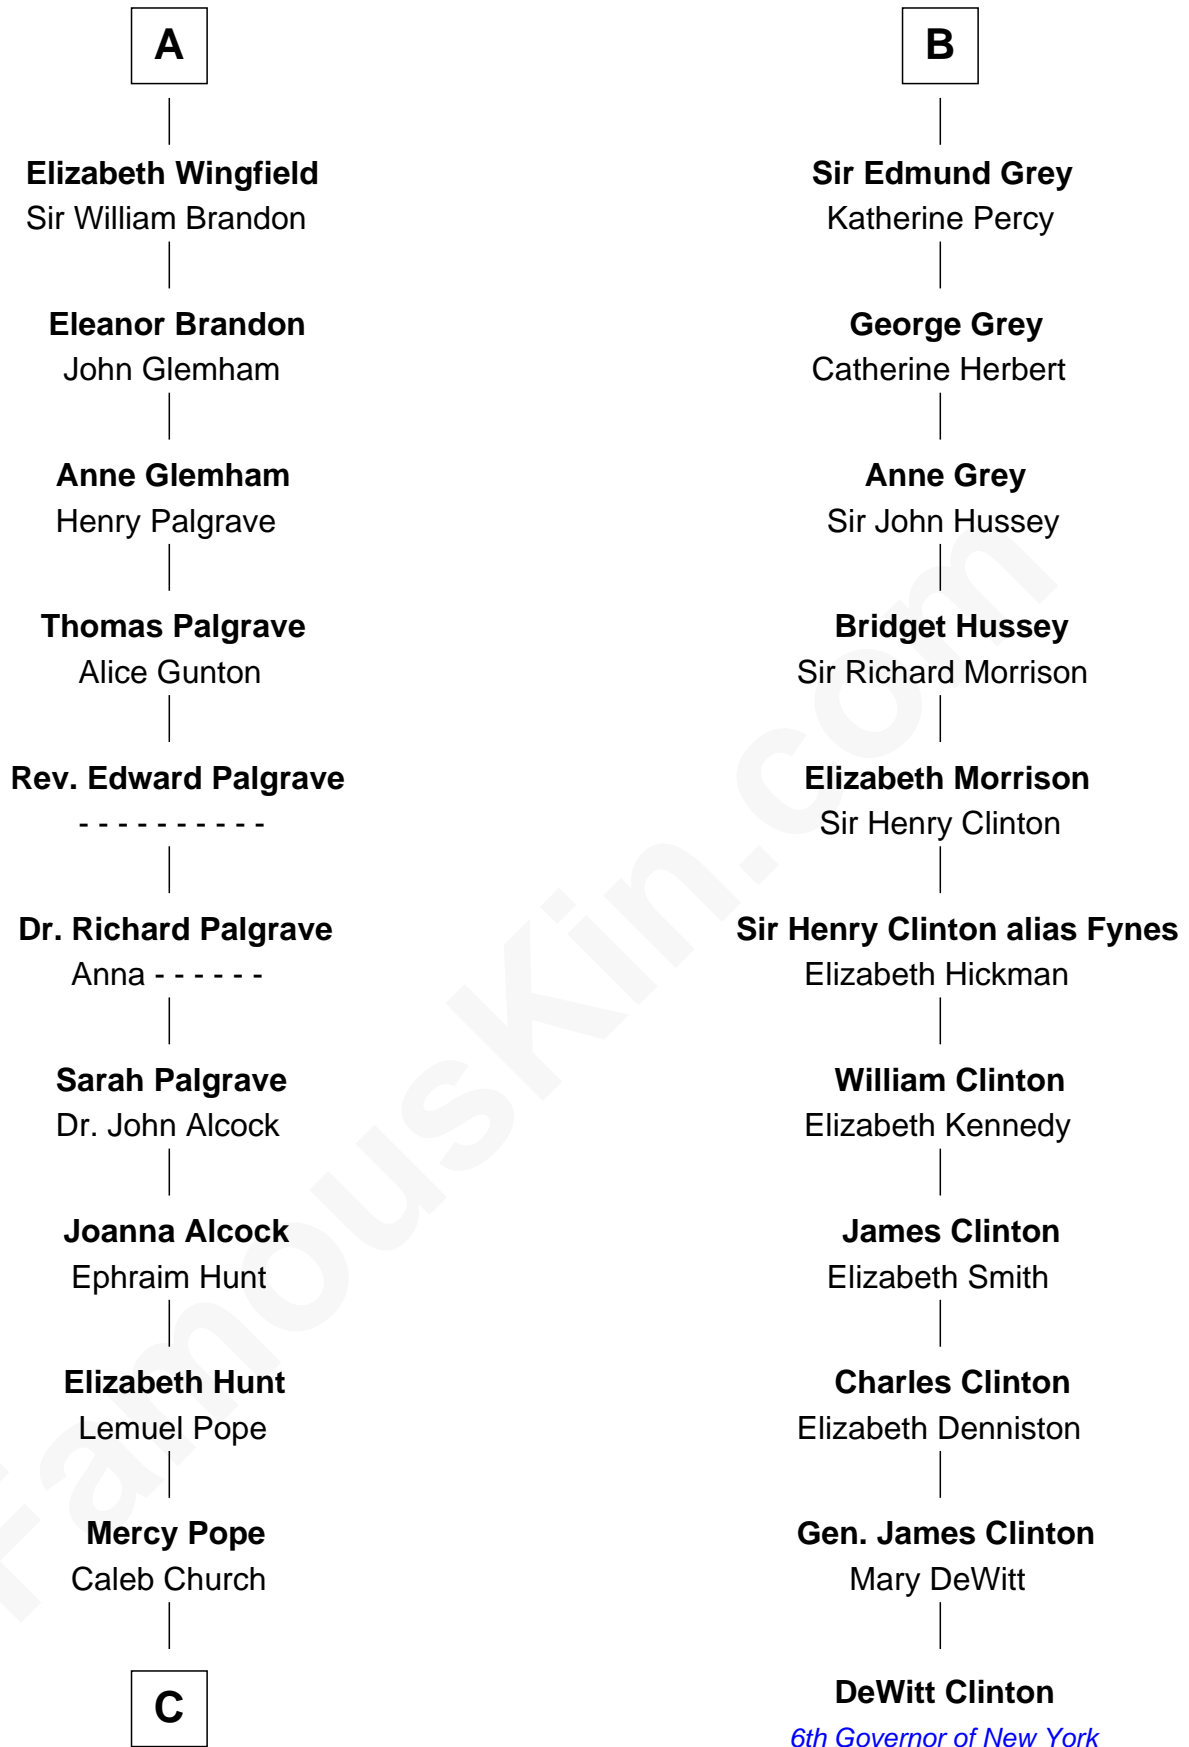 A
Elizabeth Wingfield
Sir William Brandon
Eleanor Brandon
John Glemham
Anne Glemham
Henry Palgrave
Thomas Palgrave
Alice Gunton
Rev. Edward Palgrave
- - - - - - - - - -
Dr. Richard Palgrave
Anna - - - - - -
Sarah Palgrave
Dr. John Alcock
Joanna Alcock
Ephraim Hunt
Elizabeth Hunt
Lemuel Pope
Mercy Pope
Caleb Church
C
B
Sir Edmund Grey
Katherine Percy
George Grey
Catherine Herbert
Anne Grey
Sir John Hussey
Bridget Hussey
Sir Richard Morrison
Elizabeth Morrison
Sir Henry Clinton
Sir Henry Clinton alias Fynes
Elizabeth Hickman
William Clinton
Elizabeth Kennedy
James Clinton
Elizabeth Smith
Charles Clinton
Elizabeth Denniston
Gen. James Clinton
Mary DeWitt
DeWitt Clinton
6th Governor of New York
FamousKin.com